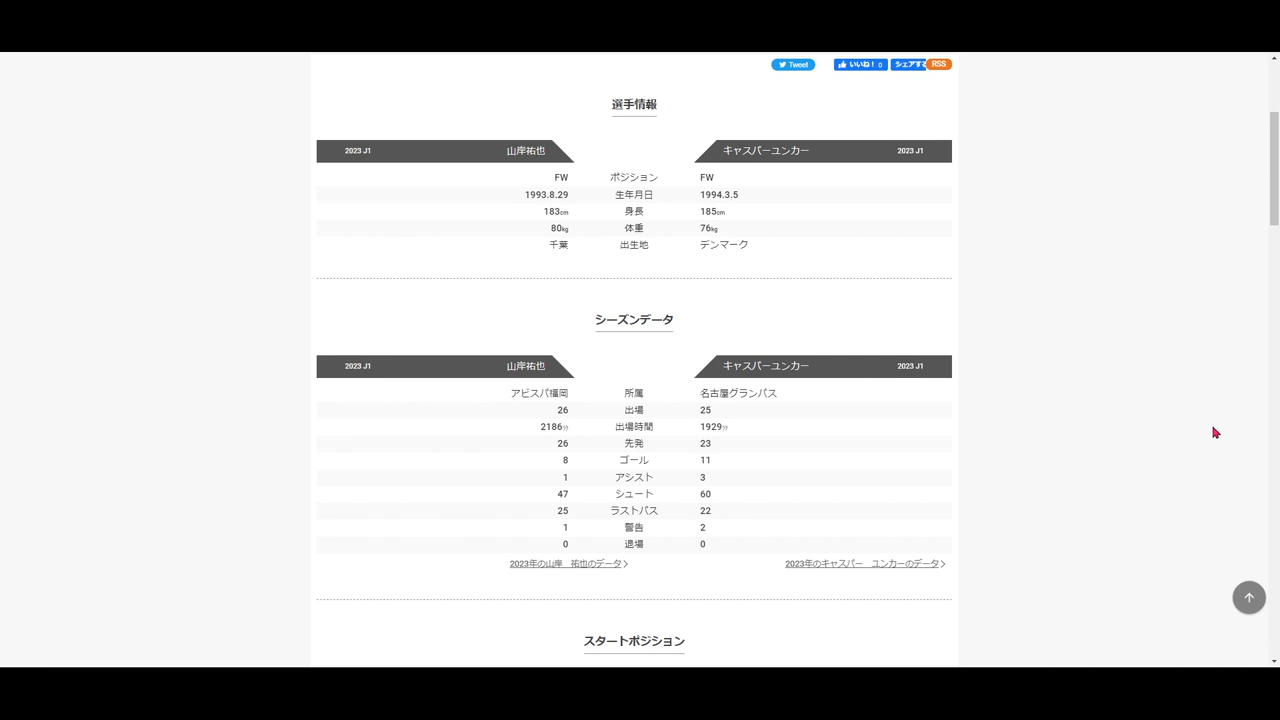 Tweet いいね！ 0 シェアする RSS
選手情報
2023 J1 山岸祐也 キャスパーユンカー 2023 J1
FW ポジション FW
1993.8.29 生年月日 1994.3.5
183cm 身長 185cm
80kg 体重 76kg
千葉 出生地 デンマーク
シーズンデータ
2023 J1 山岸祐也 キャスパーユンカー 2023 J1
アビスパ福岡 所属 名古屋グランパス
26 出場 25
2186分 出場時間 1929分
26 先発 23
8 ゴール 11
1 アシスト 3
47 シュート 60
25 ラストパス 22
1 警告 2
0 退場 0
2023年の山岸　祐也のデータ 2023年のキャスパー　ユンカーのデータ
スタートポジション